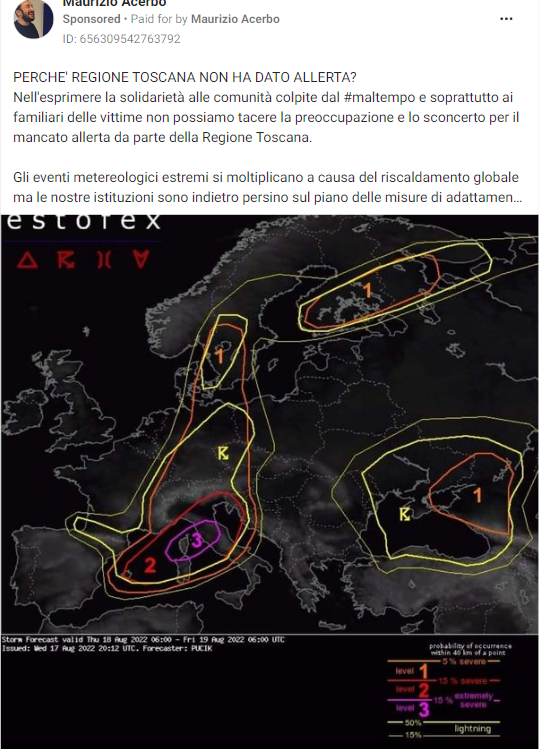 Maurizio Acerbo
Sponsored • Paid for by Maurizio Acerbo
ID: 656309542763792
PERCHE' REGIONE TOSCANA NON HA DATO ALLERTA?
Nell'esprimere la solidarietà alle comunità colpite dal #maltempo e soprattutto ai
familiari delle vittime non possiamo tacere la preoccupazione e lo sconcerto per il
mancato allerta da parte della Regione Toscana.
Gli eventi metereologici estremi si moltiplicano a causa del riscaldamento globale
ma le nostre istituzioni sono indietro persino sul piano delle misure di adattamen...
estofex
1
1
1
3
2
Storm Forecast valid Thu 18 Aug 2022 06:00 - Fri 19 Aug 2022 06:00 UTC
Issued: Wed 17 Aug 2022 20:12 UTC. Forecaster: PUCIK
probability of occurrence
within 40 km of a point
5% severe
level 1
15 % severe
level 2
15 % extremely severe
level 3
50%
lightning
15%